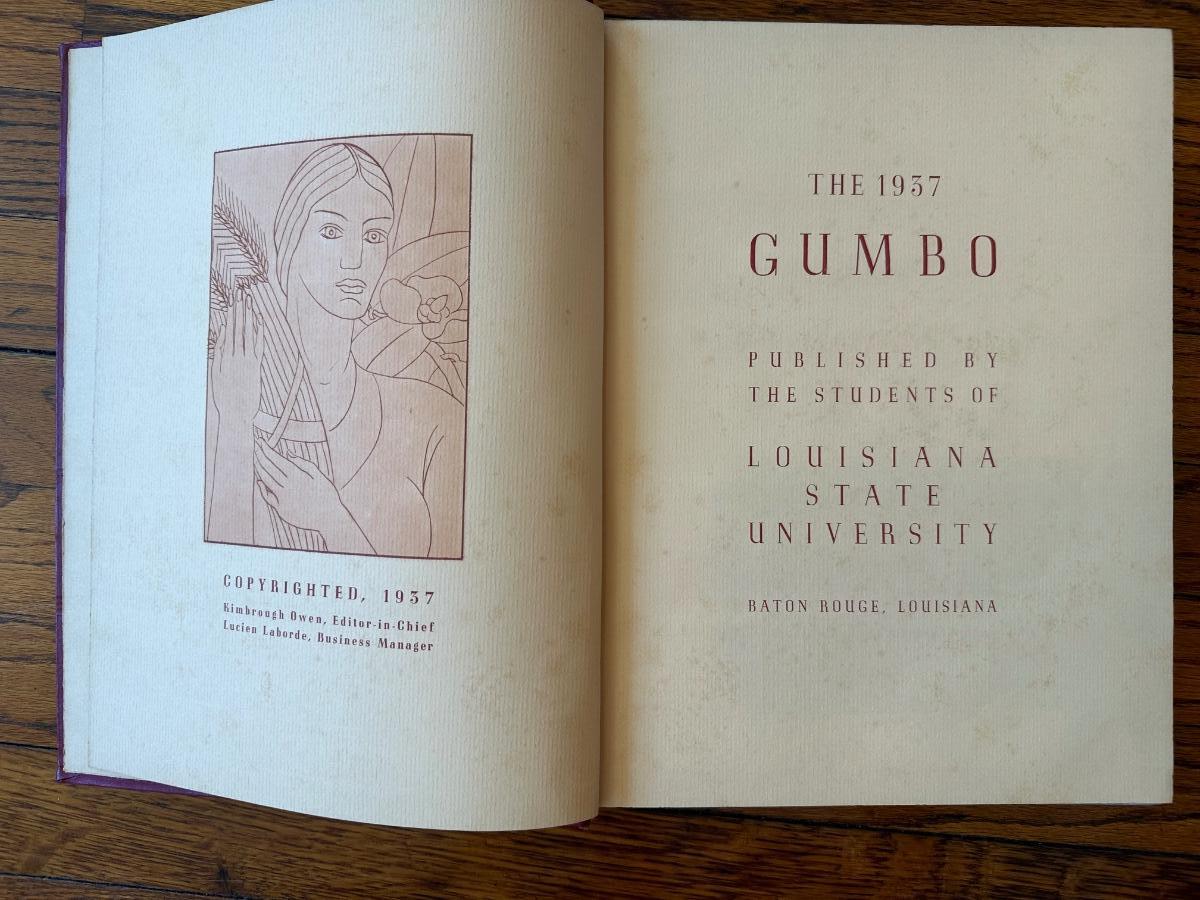 COPYRIGHTED, 1937
Kimbrough Owen, Editor-in-Chief
Lucien Laborde, Business Manager
THE 1937
GUMBO
PUBLISHED BY
THE STUDENTS OF
LOUISIANA
STATE
UNIVERSITY
BATON ROUGE, LOUISIANA